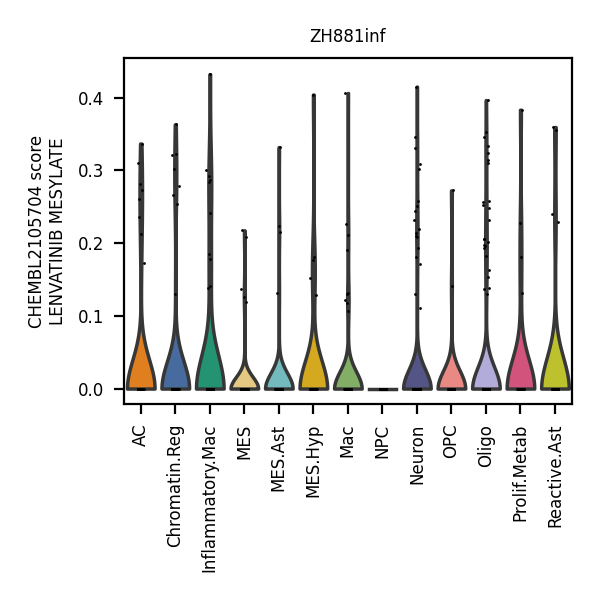 ZH881inf
CHEMBL2105704 score
LENVATINIB MESYLATE
0.4
0.3
0.2
0.1
0.0
AC
Chromatin.Reg
Inflammatory.Mac
MES
MES.Ast
MES.Hyp
Mac
NPC
Neuron
OPC
Oligo
Prolif.Metab
Reactive.Ast